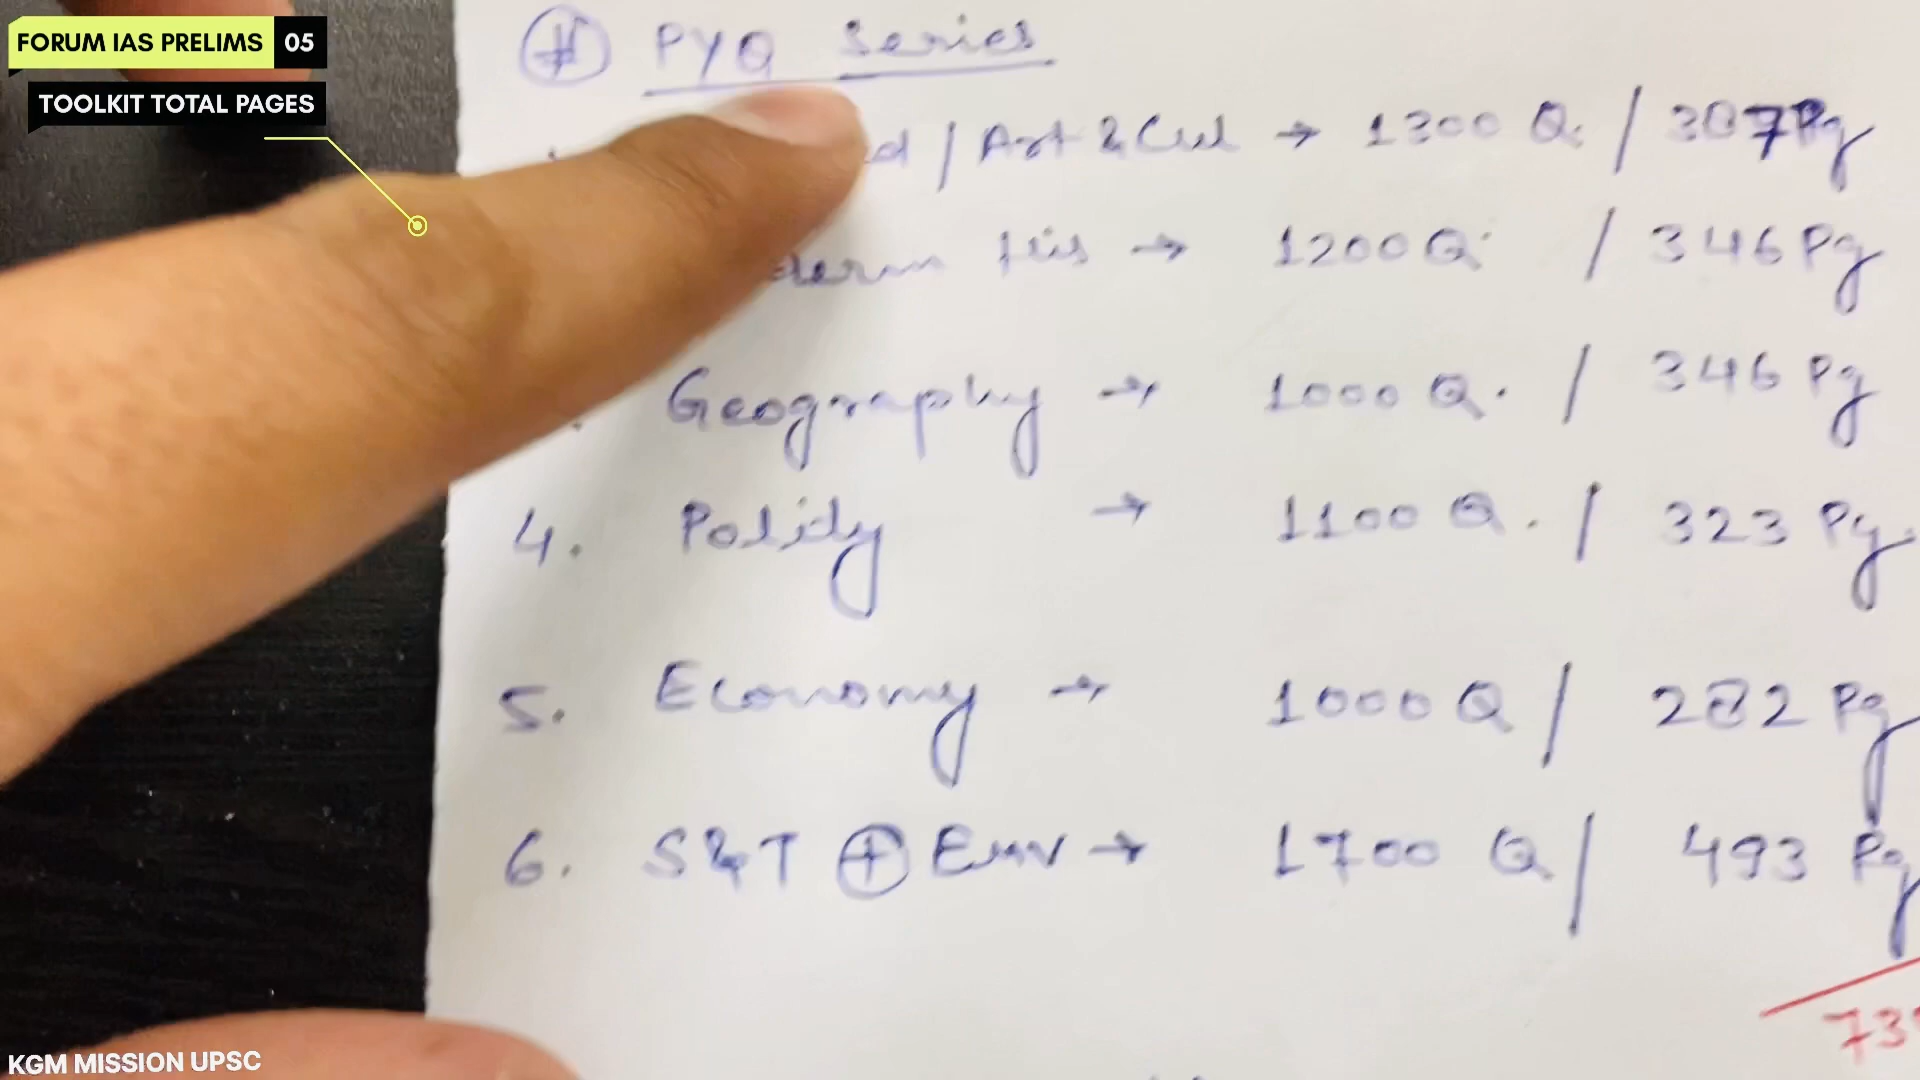 FORUM IAS PRELIMS 05
TOOLKIT TOTAL PAGES
# PYQ Series
/ Art & Cul → 1300 Q. / 307 Pg
His → 1200 Q. / 346 Pg
Geography → 1000 Q. / 346 Pg
4. Polity → 1100 Q. / 323 Pg.
5. Economy → 1000 Q / 282 Pg
6. S&T + Env → 1700 Q / 493 Pg
KGM MISSION UPSC